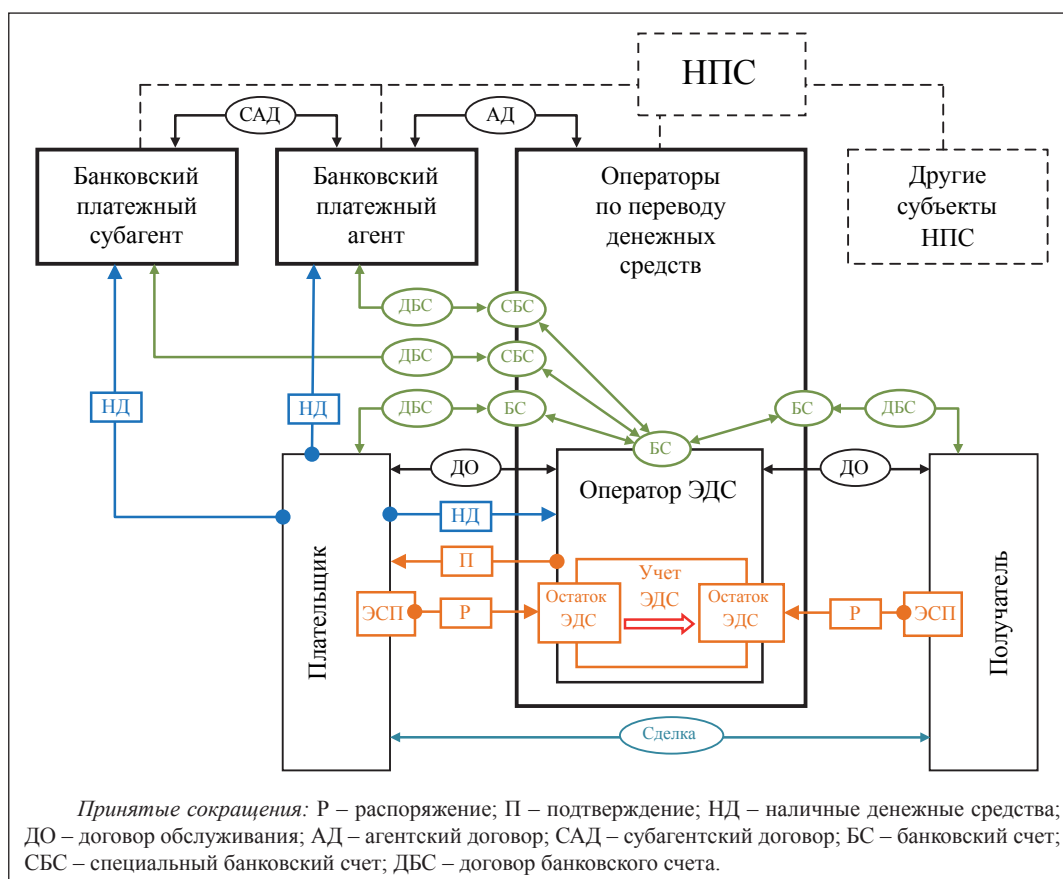 НПС
САД
АД
Банковский
платежный
субагент
Банковский
платежный
агент
Операторы
по переводу
денежных
средств
Другие
субъекты
НПС
ДБС
СБС
ДБС
СБС
НД
НД
ДБС
БС
БС
БС
ДБС
ДО
Оператор ЭДС
ДО
НД
П
Учет
ЭДС
Плательщик
ЭСП
Р
Остаток
ЭДС
Остаток
ЭДС
Р
ЭСП
Получатель
Сделка
Принятые сокращения: Р – распоряжение; П – подтверждение; НД – наличные денежные средства;
ДО – договор обслуживания; АД – агентский договор; САД – субагентский договор; БС – банковский счет;
СБС – специальный банковский счет; ДБС – договор банковского счета.